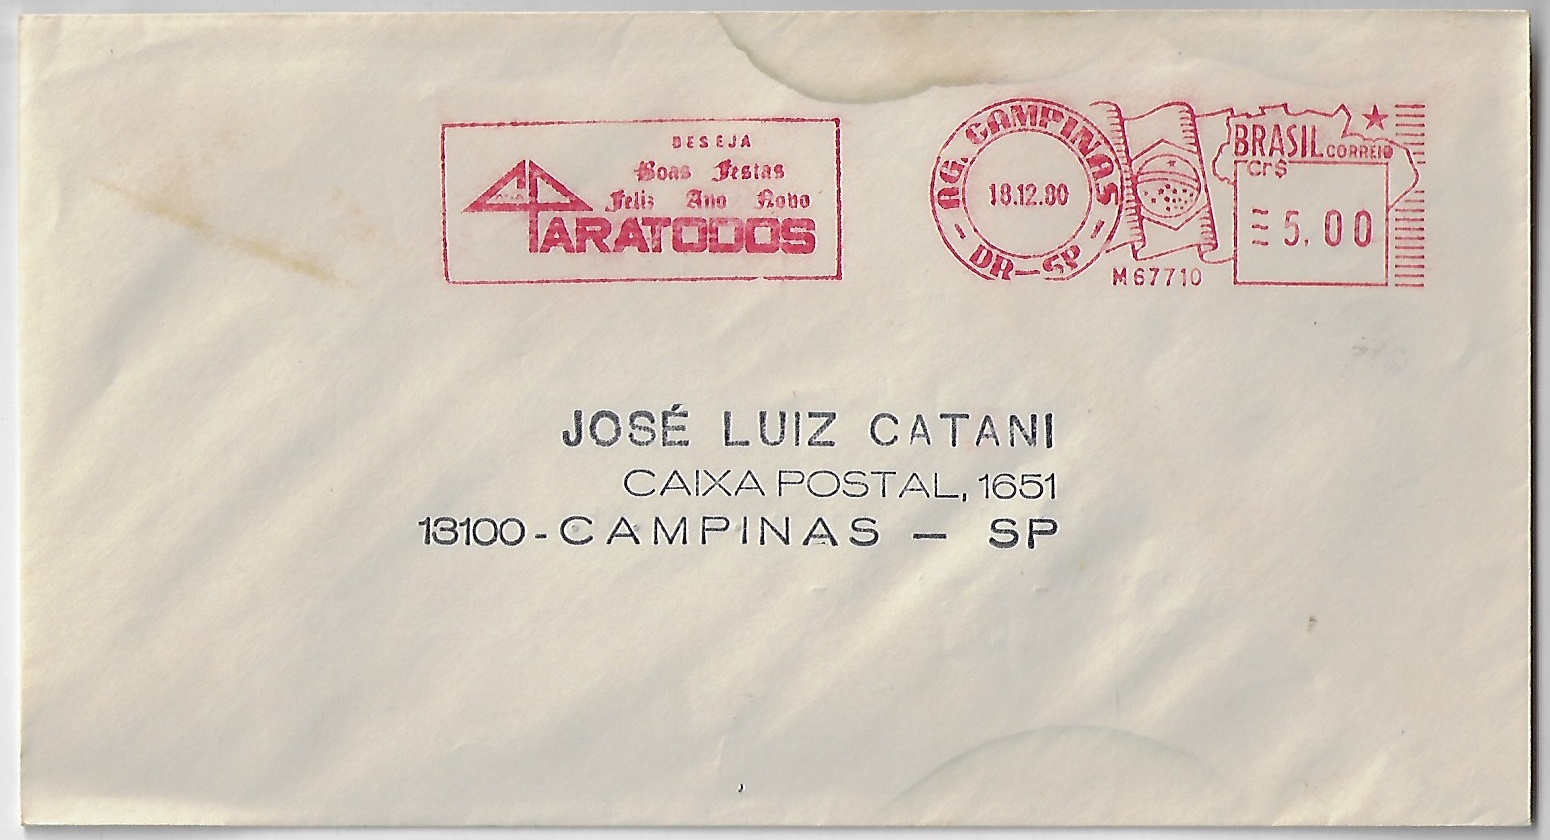 DESEJA
Boas Festas
Feliz Ano Novo
PARATODOS
AG. CAMPINAS
18.12.80
DR-SP
M67710
BRASIL CORREIO
Cr$
5.00
JOSÉ LUIZ CATANI
CAIXA POSTAL, 1651
13100-CAMPINAS - SP